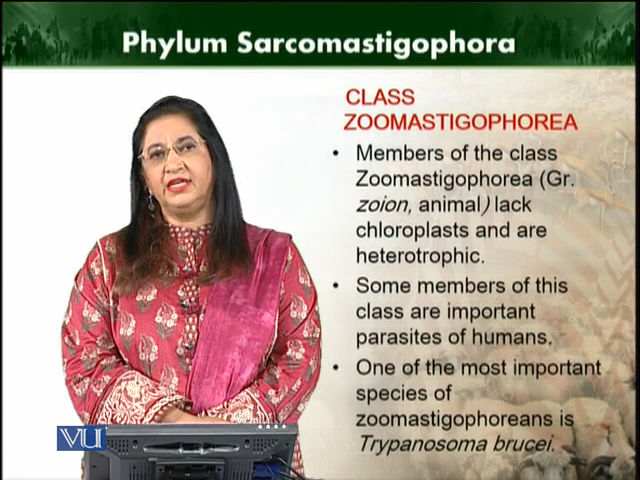 Phylum Sarcomastigophora
CLASS
ZOOMASTIGOPHOREA
• Members of the class
Zoomastigophorea (Gr.
zoion, animal) lack
chloroplasts and are
heterotrophic.
• Some members of this
class are important
parasites of humans.
• One of the most important
species of
zoomastigophoreans is
Trypanosoma brucei.
VU